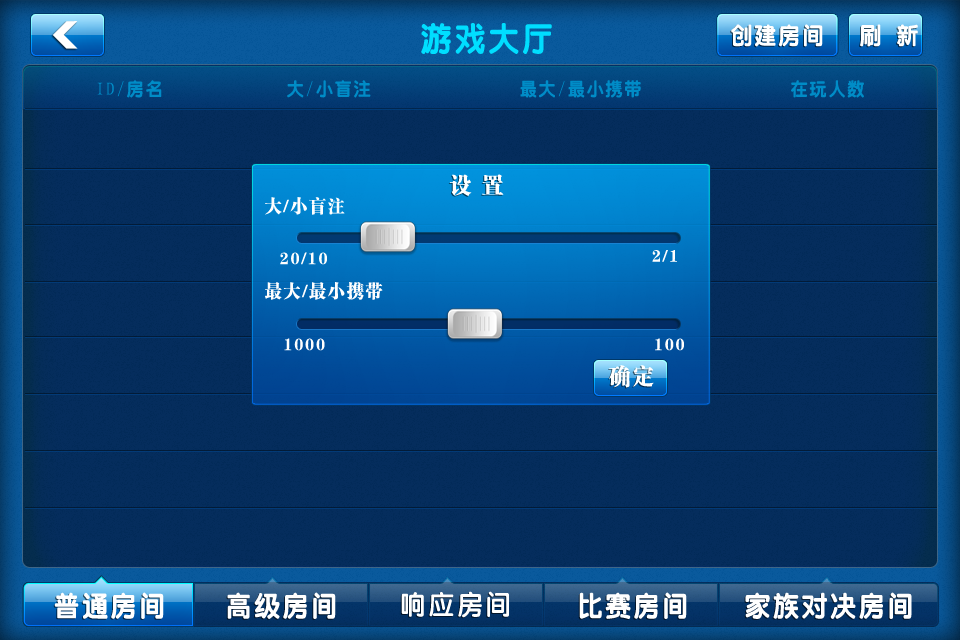 游戏大厅
创建房间
刷 新
ID/房名
大/小盲注
最大/最小携带
在玩人数
设 置
大/小盲注
20/10
2/1
最大/最小携带
1000
100
确定
普通房间
高级房间
响应房间
比赛房间
家族对决房间